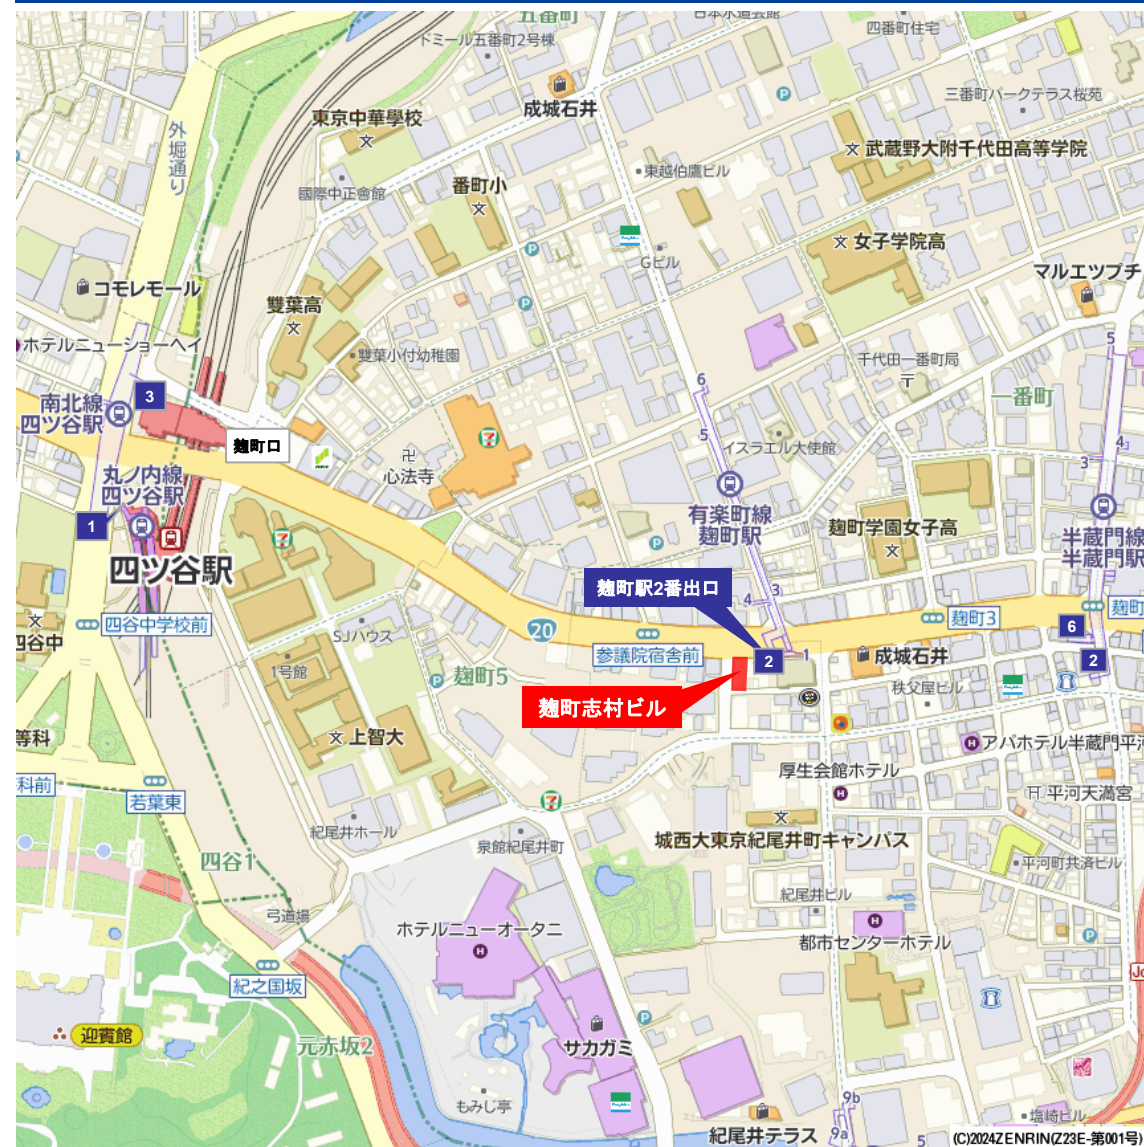 五番町
日本水道会館
四番町住宅
ドミール五番町2号棟
成城石井
三番町パークテラス桜苑
東京中華學校
外堀通り
武蔵野大附千代田高等学院
東越伯鷹ビル
國際中正會館
番町小
女子学院高
Gビル
マルエツプチ
コモレモール
雙葉高
ホテルニューショーヘイ
雙葉小付幼稚園
千代田一番町局
5
6
3
南北線
四ツ谷駅
一番町
麹町口
5
イスラエル大使館
4
3
心法寺
丸ノ内線
四ツ谷駅
1
有楽町線
麹町駅
麹町学園女子高
半蔵門線
半蔵門駅
四ツ谷駅
麹町駅2番出口
4
3
麹町
四谷中学校前
20
麹町3
6
四谷中
SJハウス
参議院宿舎前
2
1
成城石井
2
1号館
麹町5
秩父屋ビル
麹町志村ビル
等科
上智大
アパホテル半蔵門平河
厚生会館ホテル
科前
若葉東
平河天満宮
紀尾井ホール
泉館紀尾井町
城西大東京紀尾井町キャンパス
四谷1
平河町共済ビル
紀尾井ビル
弓道場
ホテルニューオータニ
都市センターホテル
紀之国坂
迎賓館
元赤坂2
サカガミ
もみじ亭
9b
塩崎ビル
紀尾井テラス
9a
(C)2024ZENRIN(Z23E-第001号)